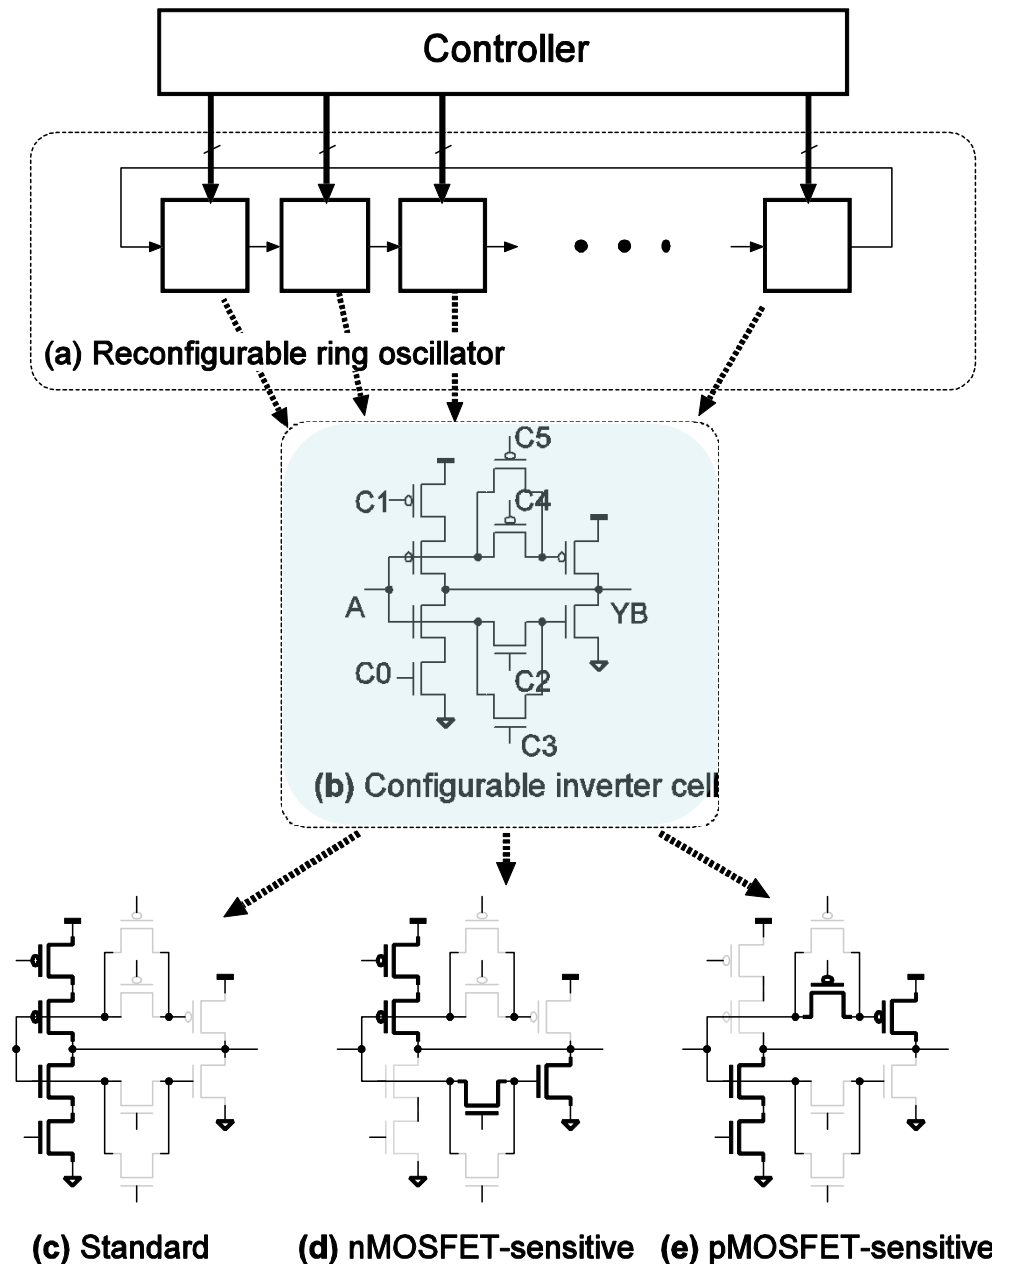 Controller
(a) Reconfigurable ring oscillator
C5
C1
C4
A
YB
C0
C2
C3
(b) Configurable inverter cell
(c) Standard
(d) nMOSFET-sensitive
(e) pMOSFET-sensitive